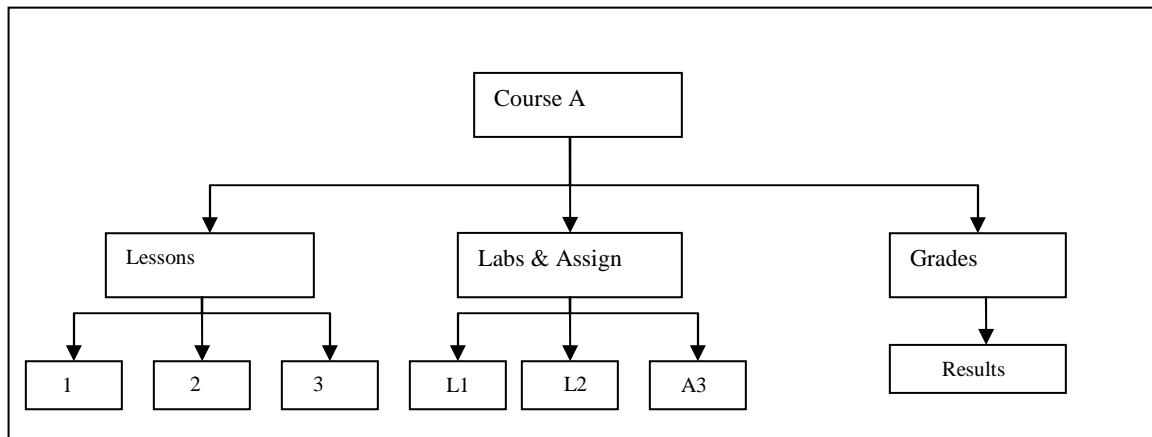 Course A
Lessons
Labs & Assign
Grades
1
2
3
L1
L2
A3
Results